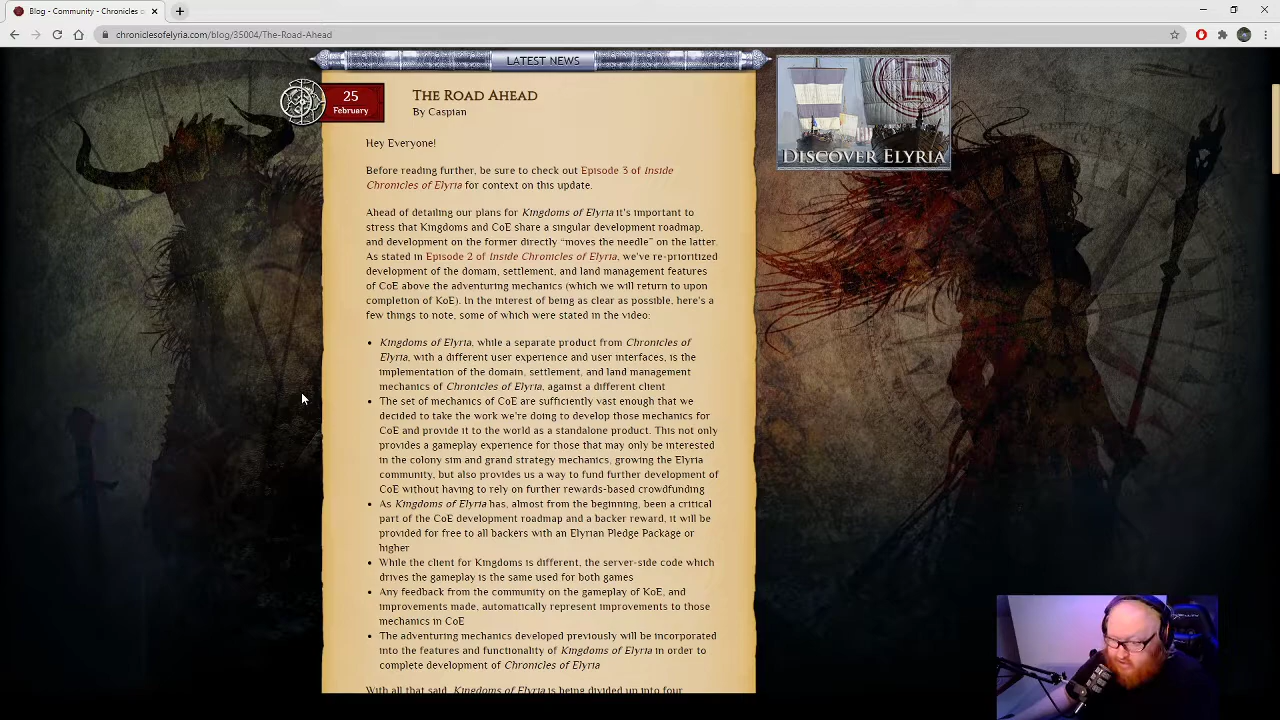 Blog - Community - Chronicles o
chroniclesofelyria.com/blog/35004/The-Road-Ahead
LATEST NEWS
25
February
THE ROAD AHEAD
By Caspian
Hey Everyone!
Before reading further, be sure to check out Episode 3 of Inside
Chronicles of Elyria for context on this update.
Ahead of detailing our plans for Kingdoms of Elyria it's important to
stress that Kingdoms and CoE share a singular development roadmap,
and development on the former directly “moves the needle” on the latter.
As stated in Episode 2 of Inside Chronicles of Elyria, we've re-prioritized
development of the domain, settlement, and land management features
of CoE above the adventuring mechanics (which we will return to upon
completion of KoE). In the interest of being as clear as possible, here's a
few things to note, some of which were stated in the video:
• Kingdoms of Elyria, while a separate product from Chronicles of
Elyria, with a different user experience and user interfaces, is the
implementation of the domain, settlement, and land management
mechanics of Chronicles of Elyria, against a different client
• The set of mechanics of CoE are sufficiently vast enough that we
decided to take the work we're doing to develop those mechanics for
CoE and provide it to the world as a standalone product. This not only
provides a gameplay experience for those that may only be interested
in the colony sim and grand strategy mechanics, growing the Elyria
community, but also provides us a way to fund further development of
CoE without having to rely on further rewards-based crowdfunding
• As Kingdoms of Elyria has, almost from the beginning, been a critical
part of the CoE development roadmap and a backer reward, it will be
provided for free to all backers with an Elyrian Pledge Package or
higher
• While the client for Kingdoms is different, the server-side code which
drives the gameplay is the same used for both games
• Any feedback from the community on the gameplay of KoE, and
improvements made, automatically represent improvements to those
mechanics in CoE
• The adventuring mechanics developed previously will be incorporated
into the features and functionality of Kingdoms of Elyria in order to
complete development of Chronicles of Elyria
With all that said, Kingdoms of Elyria is being divided up into four
DISCOVER ELYRIA